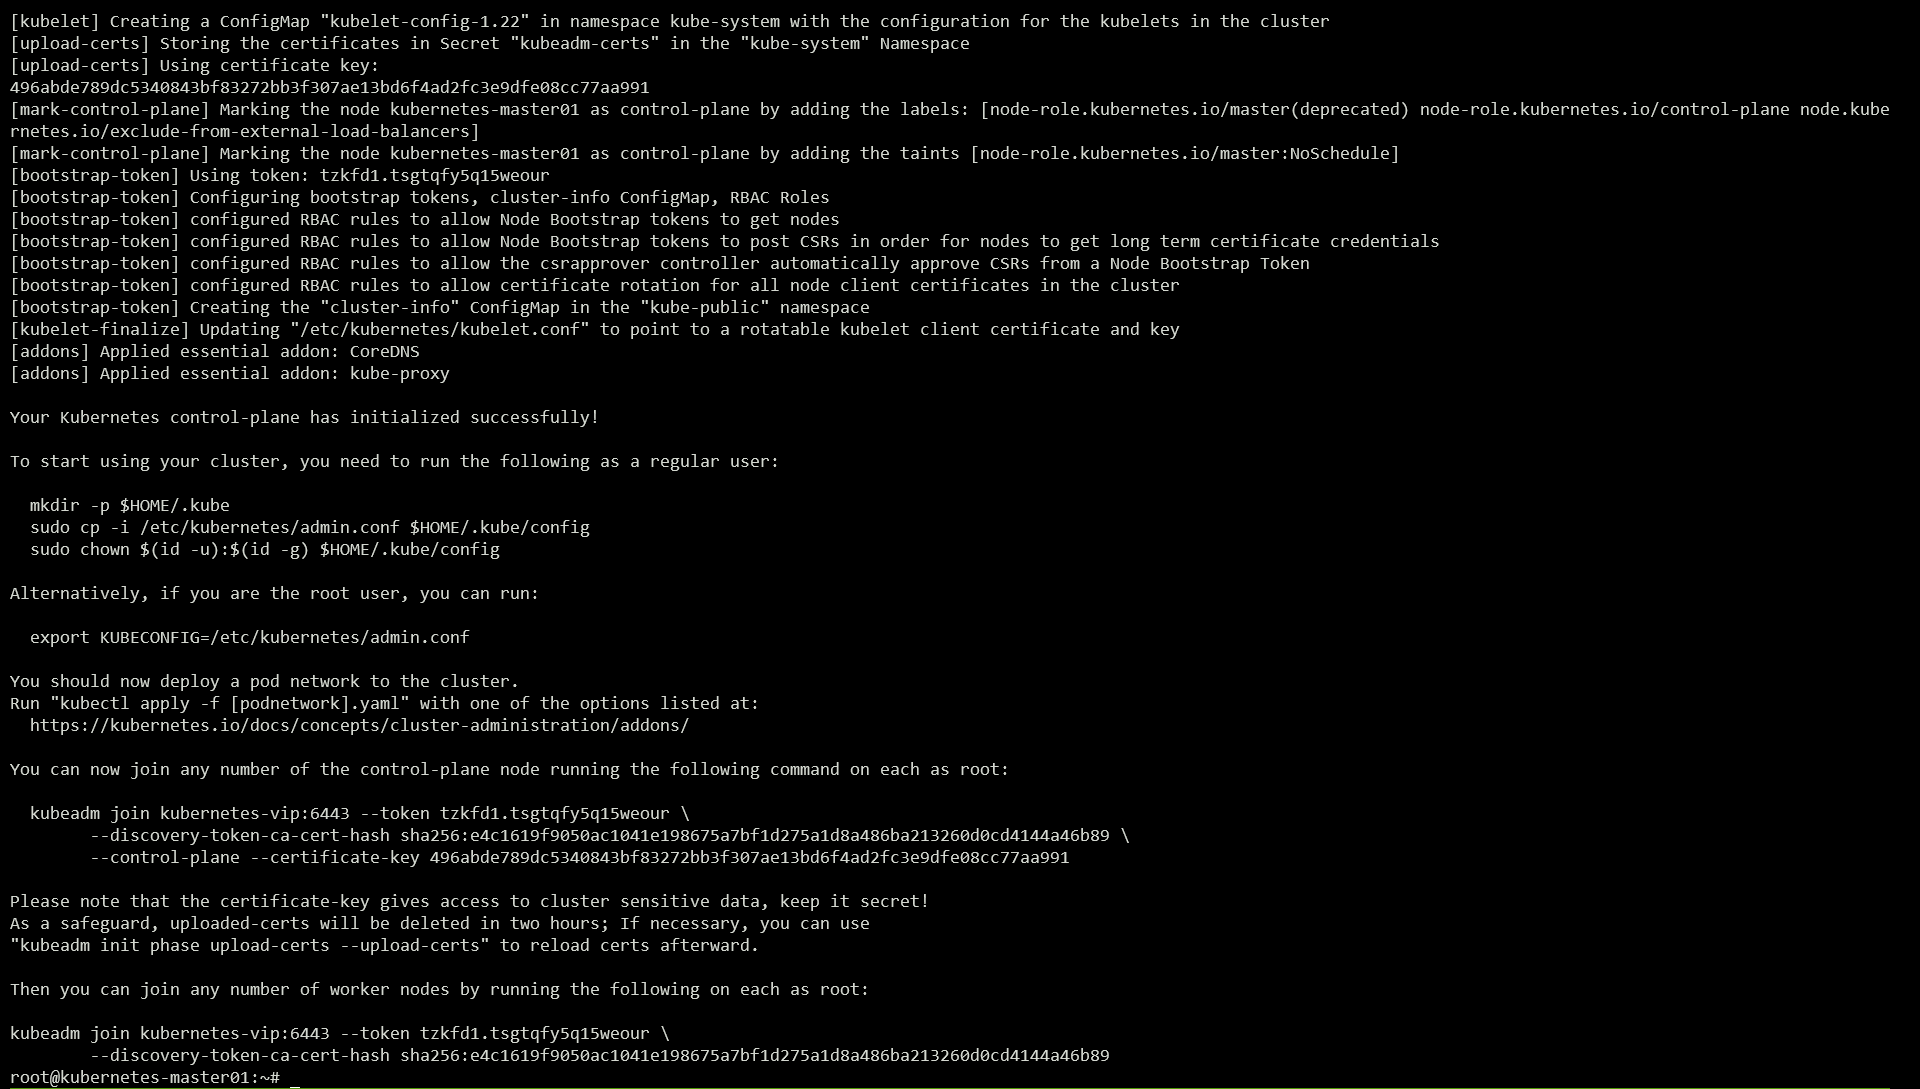 [kubelet] Creating a ConfigMap "kubelet-config-1.22" in namespace kube-system with the configuration for the kubelets in the cluster
[upload-certs] Storing the certificates in Secret "kubeadm-certs" in the "kube-system" Namespace
[upload-certs] Using certificate key:
496abde789dc5340843bf83272bb3f307ae13bd6f4ad2fc3e9dfe08cc77aa991
[mark-control-plane] Marking the node kubernetes-master01 as control-plane by adding the labels: [node-role.kubernetes.io/master(deprecated) node-role.kubernetes.io/control-plane node.kube
rnetes.io/exclude-from-external-load-balancers]
[mark-control-plane] Marking the node kubernetes-master01 as control-plane by adding the taints [node-role.kubernetes.io/master:NoSchedule]
[bootstrap-token] Using token: tzkfd1.tsgtqfy5q15weour
[bootstrap-token] Configuring bootstrap tokens, cluster-info ConfigMap, RBAC Roles
[bootstrap-token] configured RBAC rules to allow Node Bootstrap tokens to get nodes
[bootstrap-token] configured RBAC rules to allow Node Bootstrap tokens to post CSRs in order for nodes to get long term certificate credentials
[bootstrap-token] configured RBAC rules to allow the csrapprover controller automatically approve CSRs from a Node Bootstrap Token
[bootstrap-token] configured RBAC rules to allow certificate rotation for all node client certificates in the cluster
[bootstrap-token] Creating the "cluster-info" ConfigMap in the "kube-public" namespace
[kubelet-finalize] Updating "/etc/kubernetes/kubelet.conf" to point to a rotatable kubelet client certificate and key
[addons] Applied essential addon: CoreDNS
[addons] Applied essential addon: kube-proxy
Your Kubernetes control-plane has initialized successfully!
To start using your cluster, you need to run the following as a regular user:
mkdir -p $HOME/.kube
sudo cp -i /etc/kubernetes/admin.conf $HOME/.kube/config
sudo chown $(id -u):$(id -g) $HOME/.kube/config
Alternatively, if you are the root user, you can run:
export KUBECONFIG=/etc/kubernetes/admin.conf
You should now deploy a pod network to the cluster.
Run "kubectl apply -f [podnetwork].yaml" with one of the options listed at:
https://kubernetes.io/docs/concepts/cluster-administration/addons/
You can now join any number of the control-plane node running the following command on each as root:
kubeadm join kubernetes-vip:6443 --token tzkfd1.tsgtqfy5q15weour \
--discovery-token-ca-cert-hash sha256:e4c1619f9050ac1041e198675a7bf1d275a1d8a486ba213260d0cd4144a46b89 \
--control-plane --certificate-key 496abde789dc5340843bf83272bb3f307ae13bd6f4ad2fc3e9dfe08cc77aa991
Please note that the certificate-key gives access to cluster sensitive data, keep it secret!
As a safeguard, uploaded-certs will be deleted in two hours; If necessary, you can use
"kubeadm init phase upload-certs --upload-certs" to reload certs afterward.
Then you can join any number of worker nodes by running the following on each as root:
kubeadm join kubernetes-vip:6443 --token tzkfd1.tsgtqfy5q15weour \
--discovery-token-ca-cert-hash sha256:e4c1619f9050ac1041e198675a7bf1d275a1d8a486ba213260d0cd4144a46b89
root@kubernetes-master01:~# _